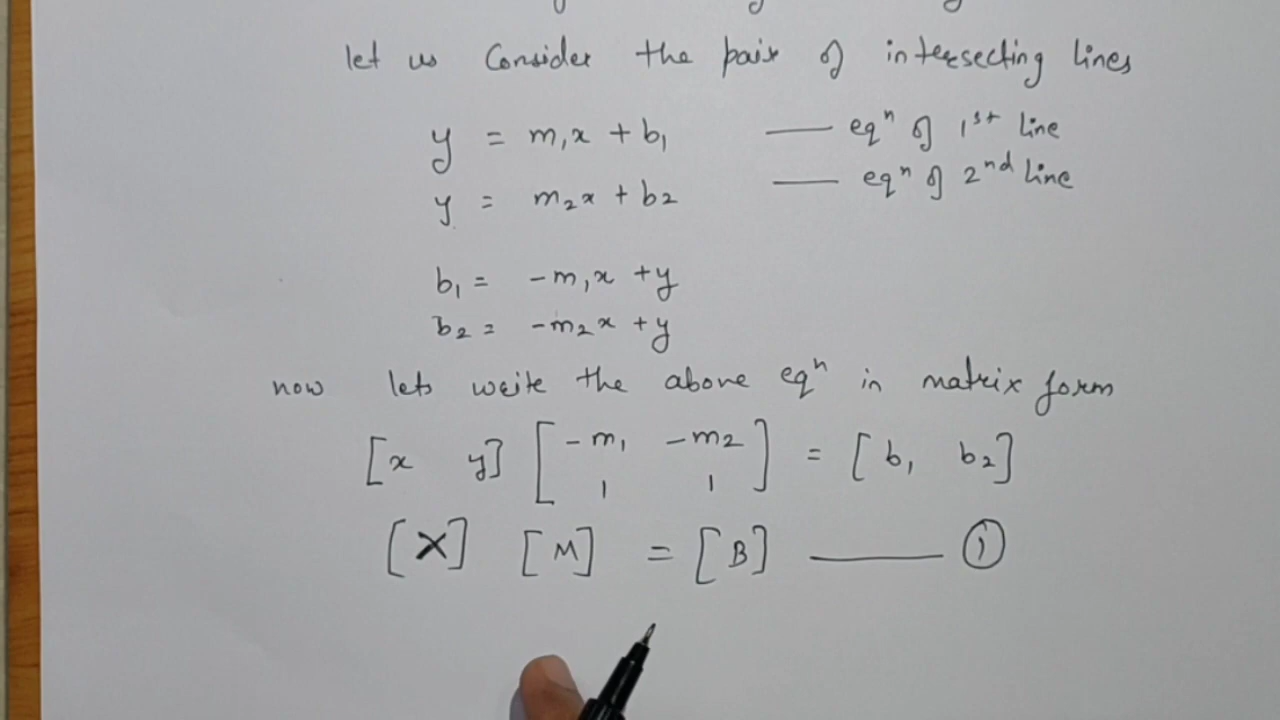 let us Consider the pair of intersecting lines
y = m₁x + b₁ —— eqⁿ of 1ˢᵗ line
y = m₂x + b₂ —— eqⁿ of 2ⁿᵈ line
b₁ = -m₁x + y
b₂ = -m₂x + y
now lets write the above eqⁿ in matrix form
[x y] [-m₁ -m₂ = [b₁ b₂]
1 1]
[X] [M] = [B] —— ①